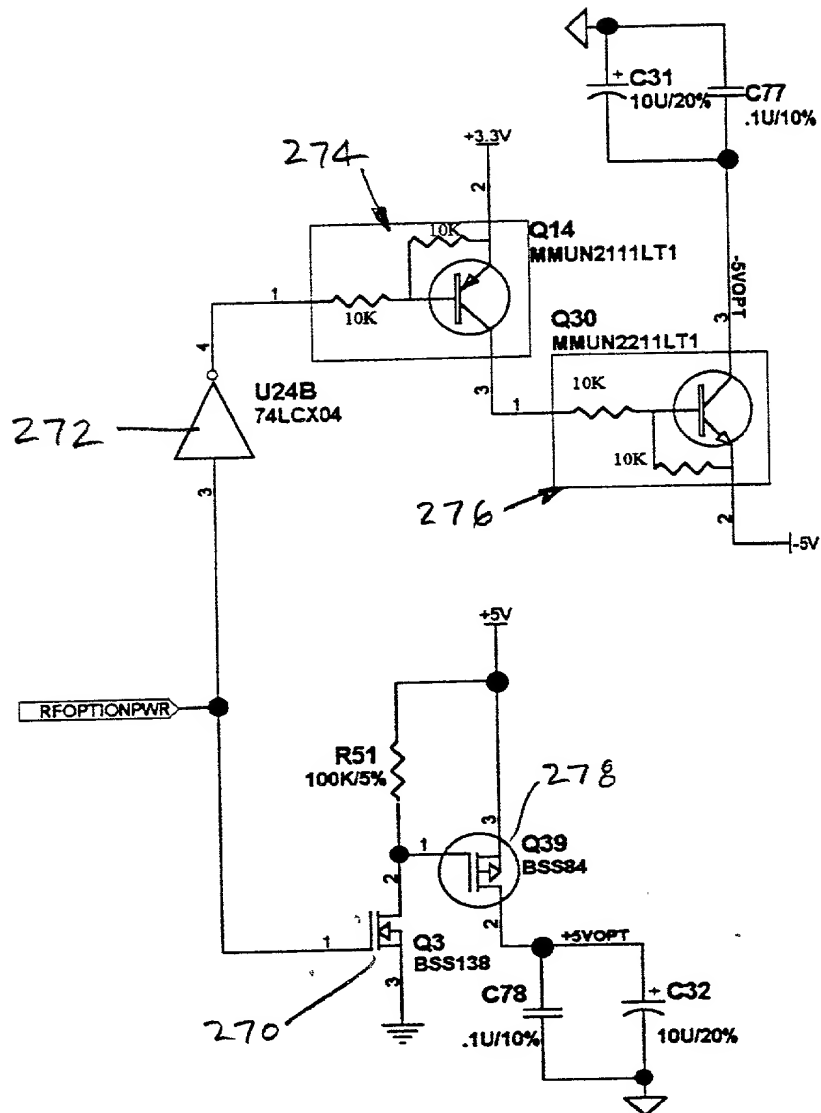 C31
+
10U/20%
C77
.1U/10%
+3.3V
274
2
10K
Q14
MMUN2111LT1
1
10K
-5VOPT
3
Q30
MMUN2211LT1
4
3
1
10K
U24B
74LCX04
272
10K
276
3
2
-5V
+5V
RFOPTIONPWR
R51
100K/5%
278
3
1
Q39
BSS84
2
2
+5VOPT
1
Q3
BSS138
3
C78
+
C32
270
.1U/10%
10U/20%